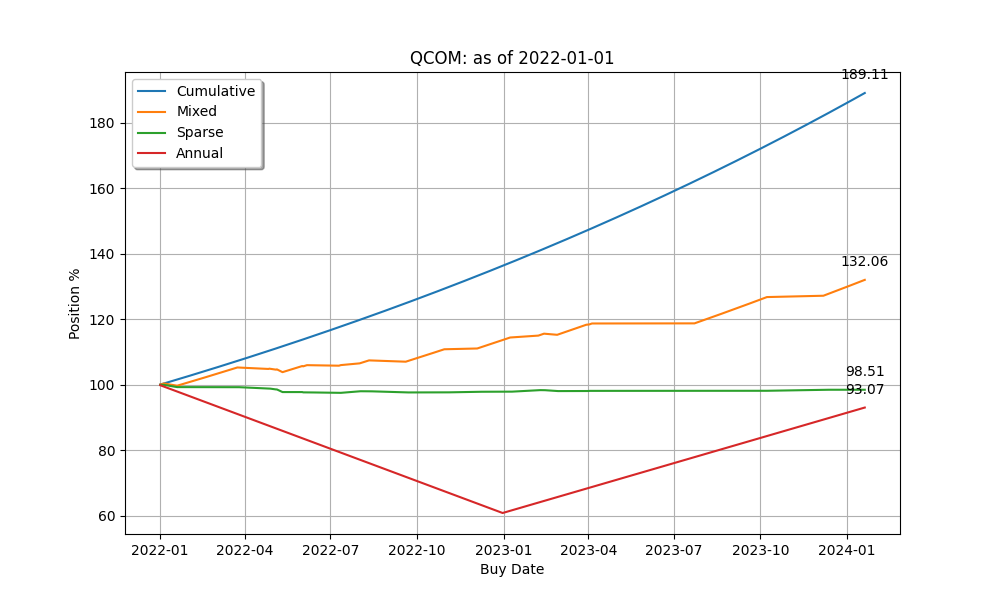 QCOM: as of 2022-01-01
189.11
Cumulative
Mixed
Sparse
Annual
180
160
140
132.06
120
100
98.51
93.07
80
60
Position %
2022-01 2022-04 2022-07 2022-10 2023-01 2023-04 2023-07 2023-10 2024-01
Buy Date